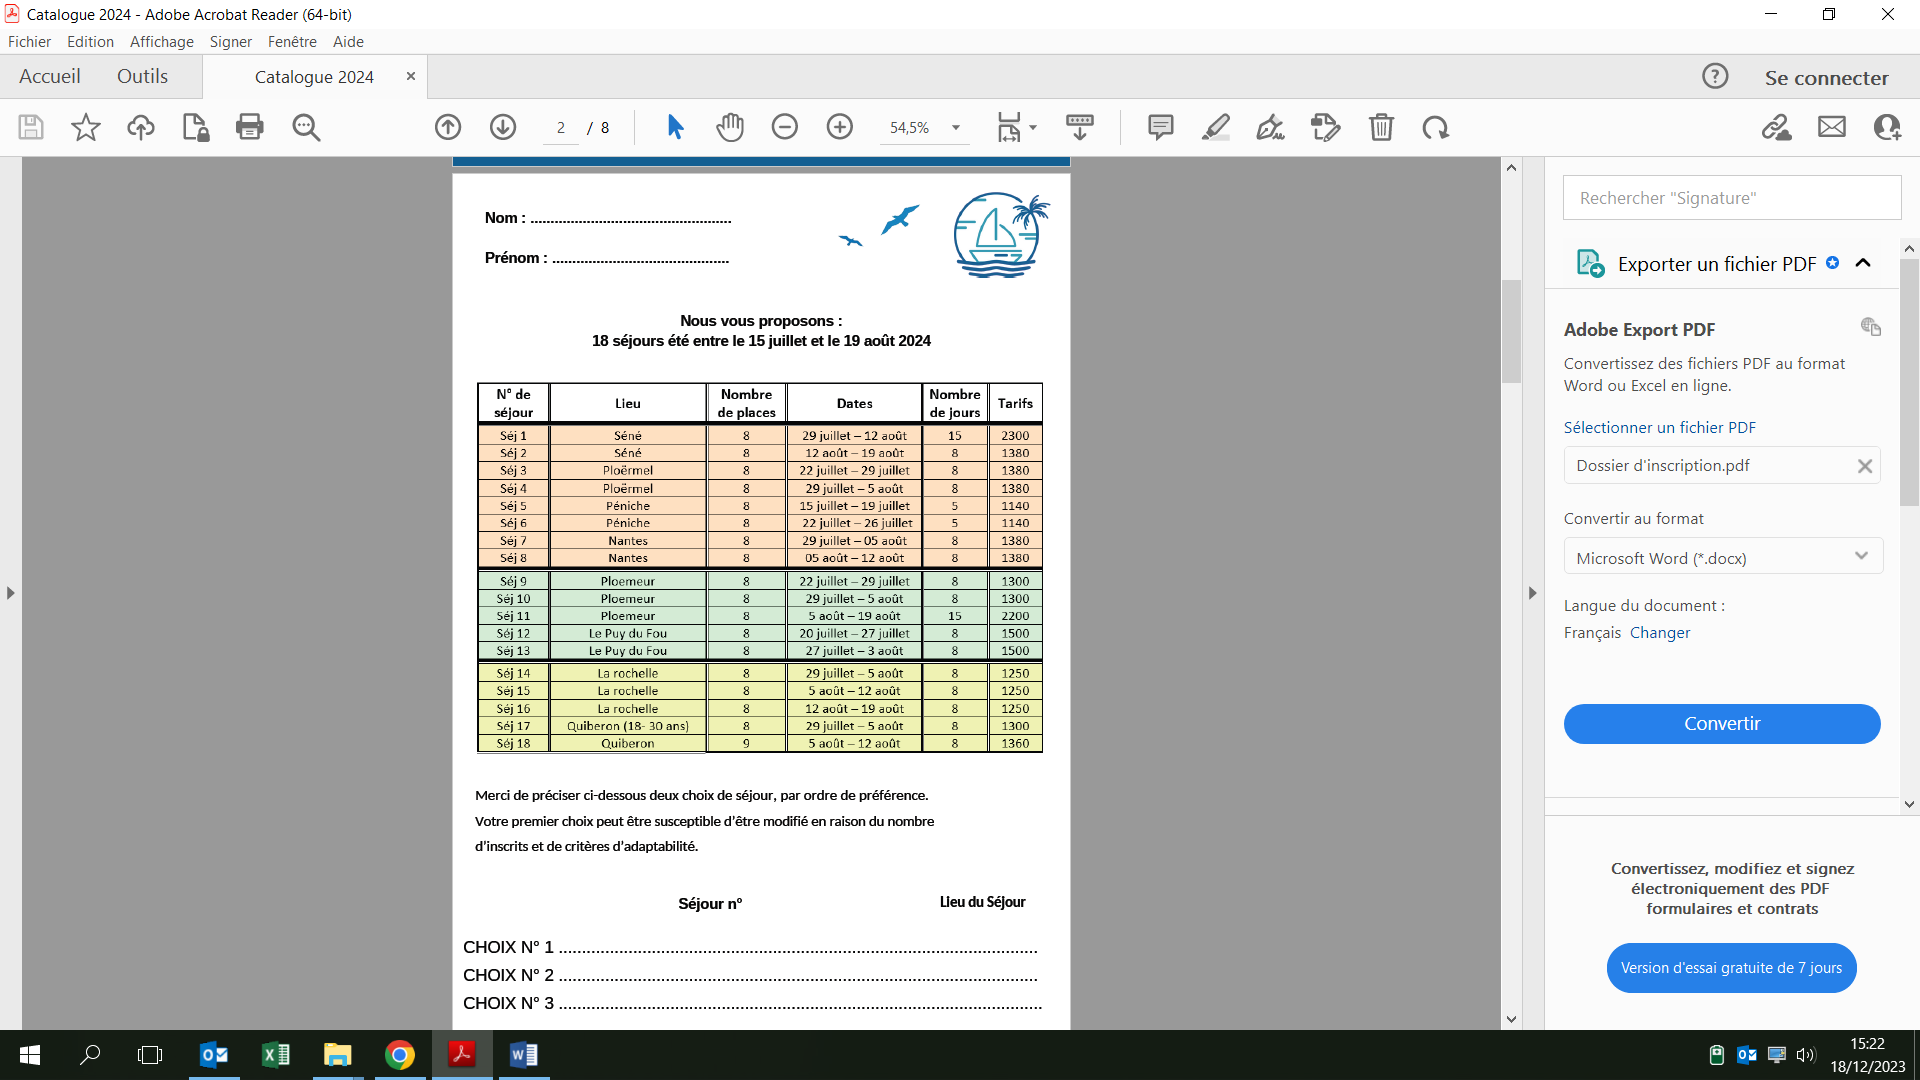 Catalogue 2024 - Adobe Acrobat Reader (64-bit)
Fichier Edition Affichage Signer Fenêtre Aide
Accueil Outils Catalogue 2024 × ? Se connecter
2 / 8 54,5%
Nom : ..................................................
Prénom : ............................................
Nous vous proposons :
18 séjours été entre le 15 juillet et le 19 août 2024
N° de séjour Lieu Nombre de places Dates Nombre de jours Tarifs
Séj 1 Séné 8 29 juillet – 12 août 15 2300
Séj 2 Séné 8 12 août – 19 août 8 1380
Séj 3 Ploërmel 8 22 juillet – 29 juillet 8 1380
Séj 4 Ploërmel 8 29 juillet – 5 août 8 1380
Séj 5 Péniche 8 15 juillet – 19 juillet 5 1140
Séj 6 Péniche 8 22 juillet – 26 juillet 5 1140
Séj 7 Nantes 8 29 juillet – 05 août 8 1380
Séj 8 Nantes 8 05 août – 12 août 8 1380
Séj 9 Ploemeur 8 22 juillet – 29 juillet 8 1300
Séj 10 Ploemeur 8 29 juillet – 5 août 8 1300
Séj 11 Ploemeur 8 5 août – 19 août 15 2200
Séj 12 Le Puy du Fou 8 20 juillet – 27 juillet 8 1500
Séj 13 Le Puy du Fou 8 27 juillet – 3 août 8 1500
Séj 14 La rochelle 8 29 juillet – 5 août 8 1250
Séj 15 La rochelle 8 5 août – 12 août 8 1250
Séj 16 La rochelle 8 12 août – 19 août 8 1250
Séj 17 Quiberon (18- 30 ans) 8 29 juillet – 5 août 8 1300
Séj 18 Quiberon 9 5 août – 12 août 8 1360
Merci de préciser ci-dessous deux choix de séjour, par ordre de préférence.
Votre premier choix peut être susceptible d'être modifié en raison du nombre
d'inscrits et de critères d'adaptabilité.
Séjour n° Lieu du Séjour
CHOIX N° 1 ......................................................................................................
CHOIX N° 2 ......................................................................................................
CHOIX N° 3 .......................................................................................................
Rechercher "Signature"
Exporter un fichier PDF
Adobe Export PDF
Convertissez des fichiers PDF au format
Word ou Excel en ligne.
Sélectionner un fichier PDF
Dossier d'inscription.pdf
Convertir au format
Microsoft Word (*.docx)
Langue du document :
Français Changer
Convertir
Convertissez, modifiez et signez
électroniquement des PDF
formulaires et contrats
Version d'essai gratuite de 7 jours
15:22
18/12/2023